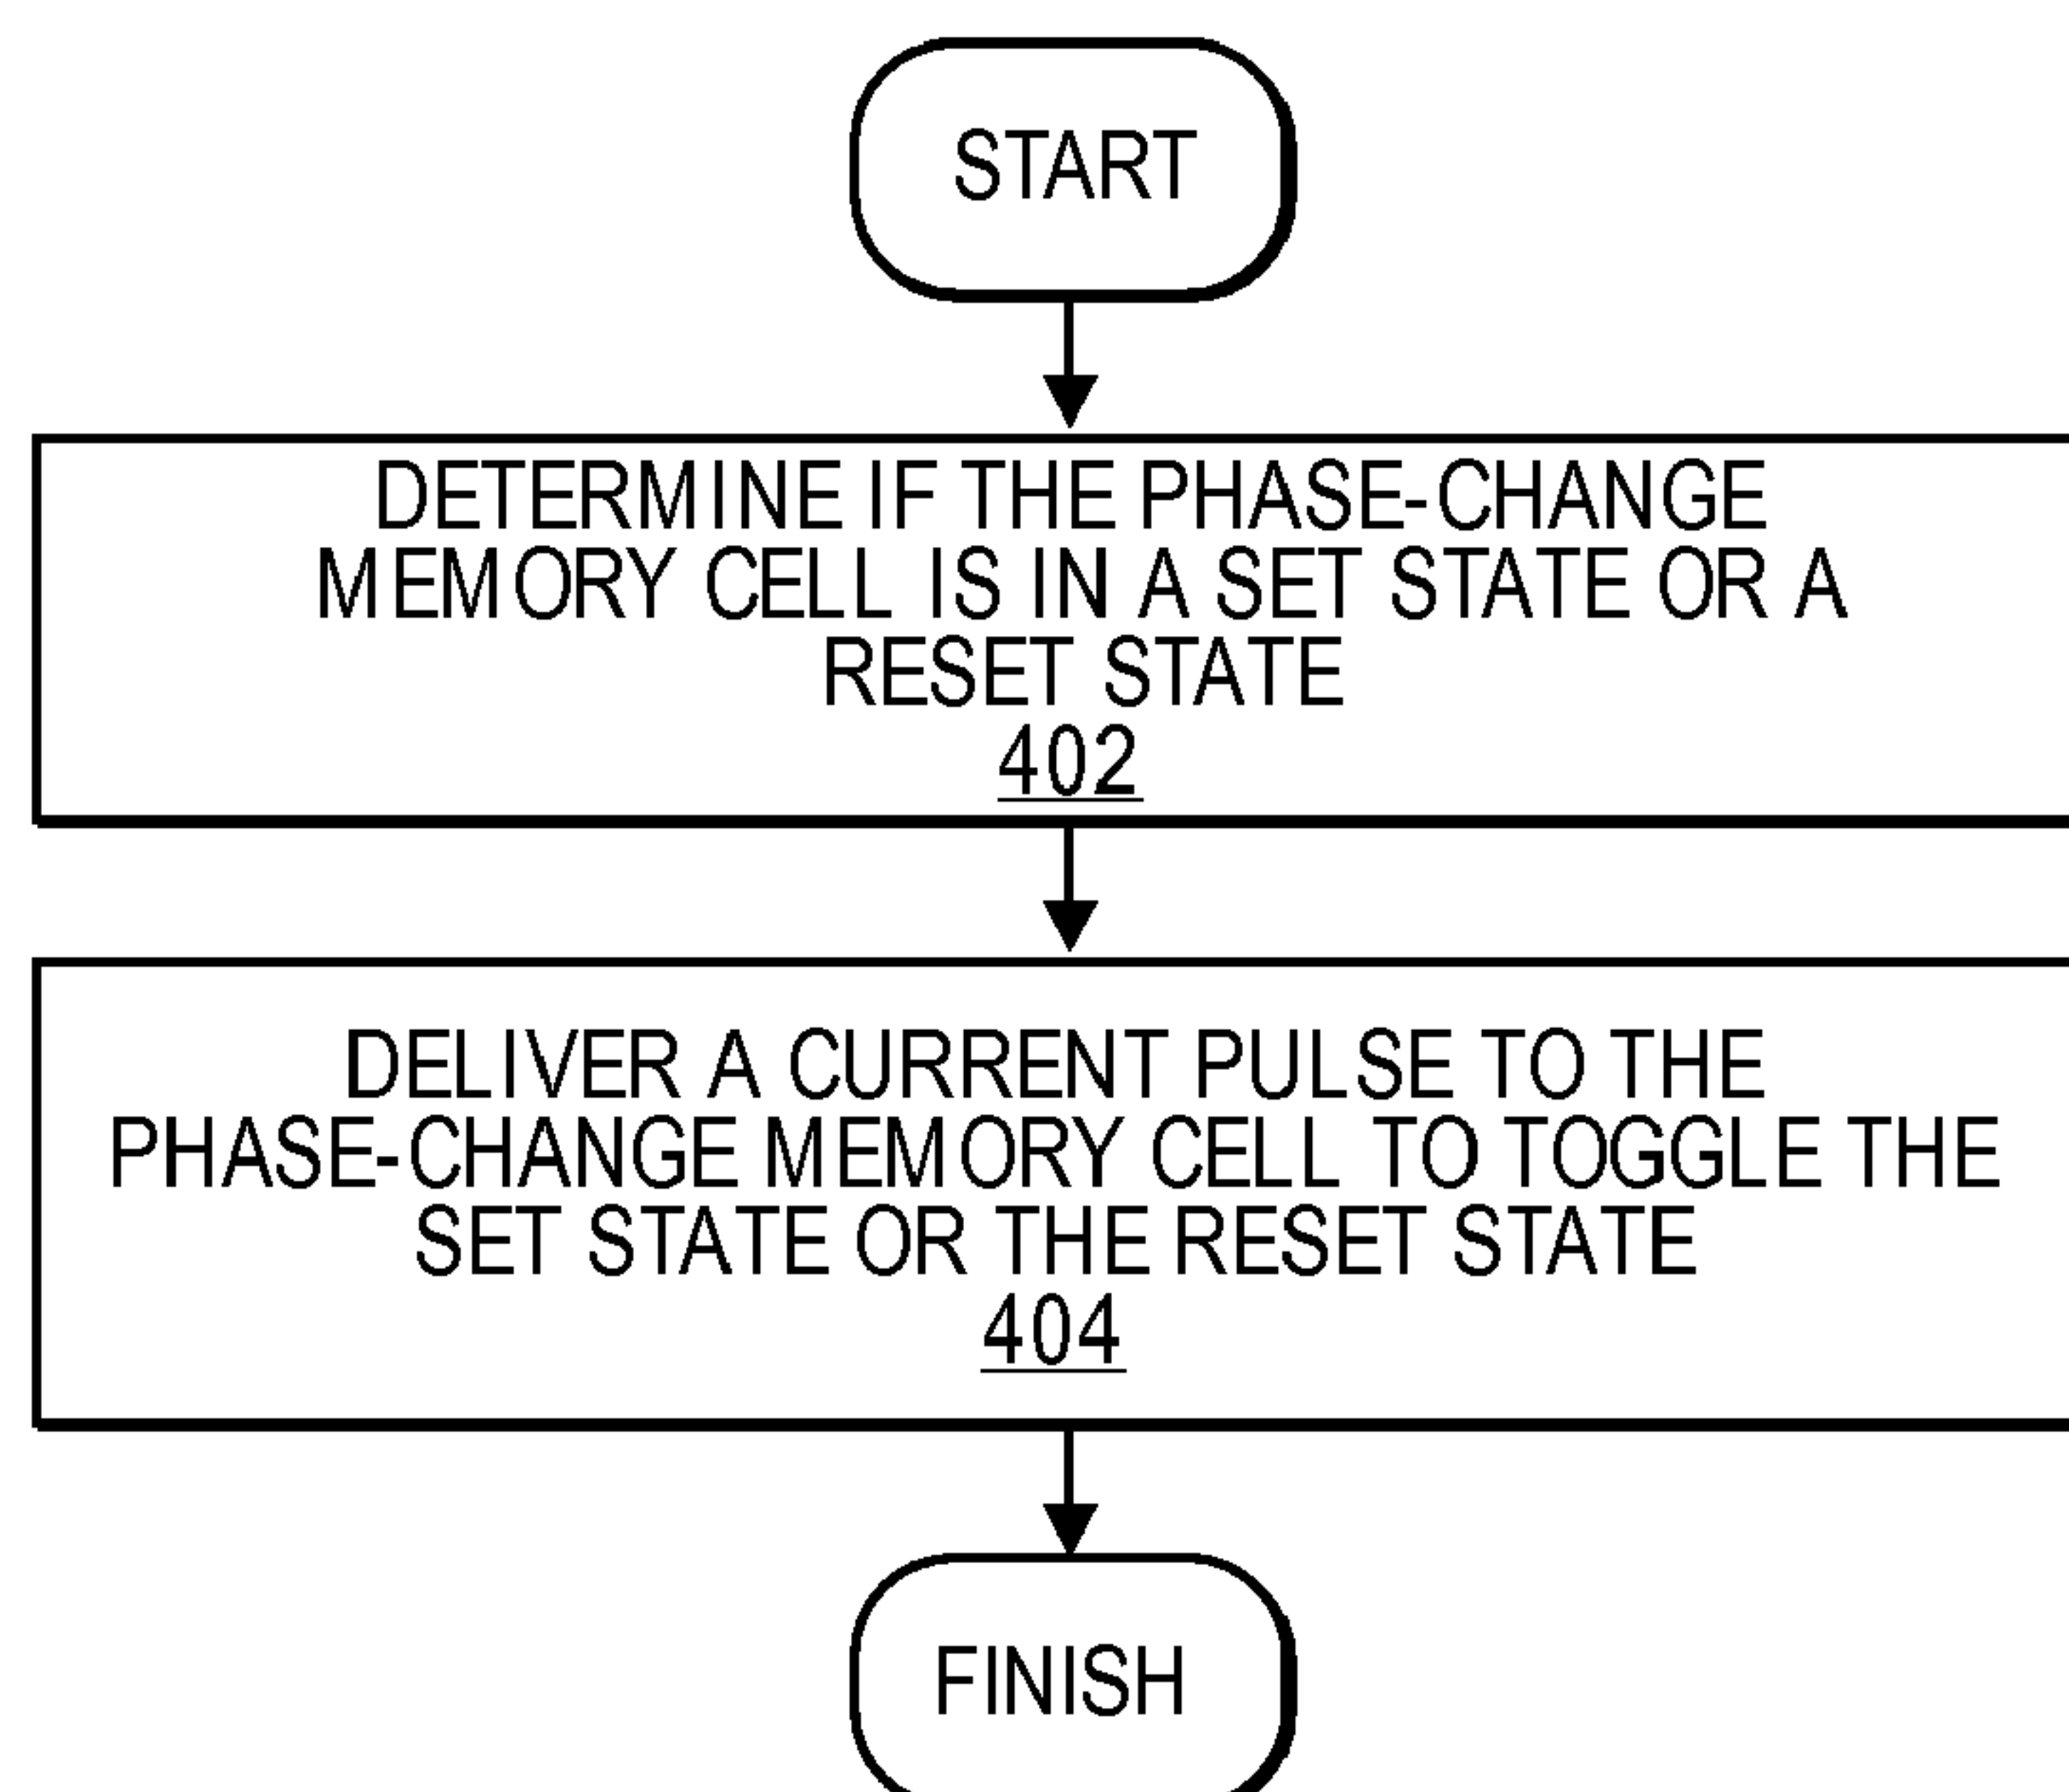 START
DETERMINE IF THE PHASE-CHANGE
MEMORY CELL IS IN A SET STATE OR A
RESET STATE
402
DELIVER A CURRENT PULSE TO THE
PHASE-CHANGE MEMORY CELL TO TOGGLE THE
SET STATE OR THE RESET STATE
404
FINISH